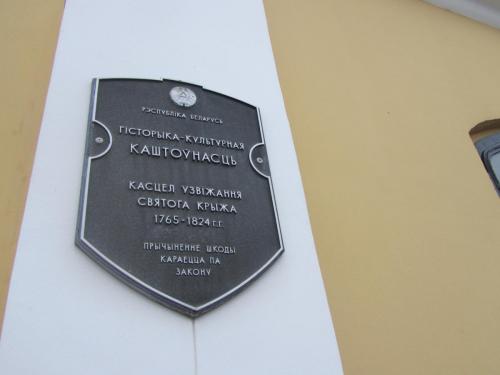 РЭСПУБЛІКА БЕЛАРУСЬ
ГІСТОРЫКА-КУЛЬТУРНАЯ
КАШТОЎНАСЦЬ
КАСЦЕЛ УЗВІЖАННЯ
СВЯТОГА КРЫЖА
1765-1824 г.г.
ПРЫЧЫНЕННЕ ШКОДЫ
КАРАЕЦЦА ПА
ЗАКОНУ